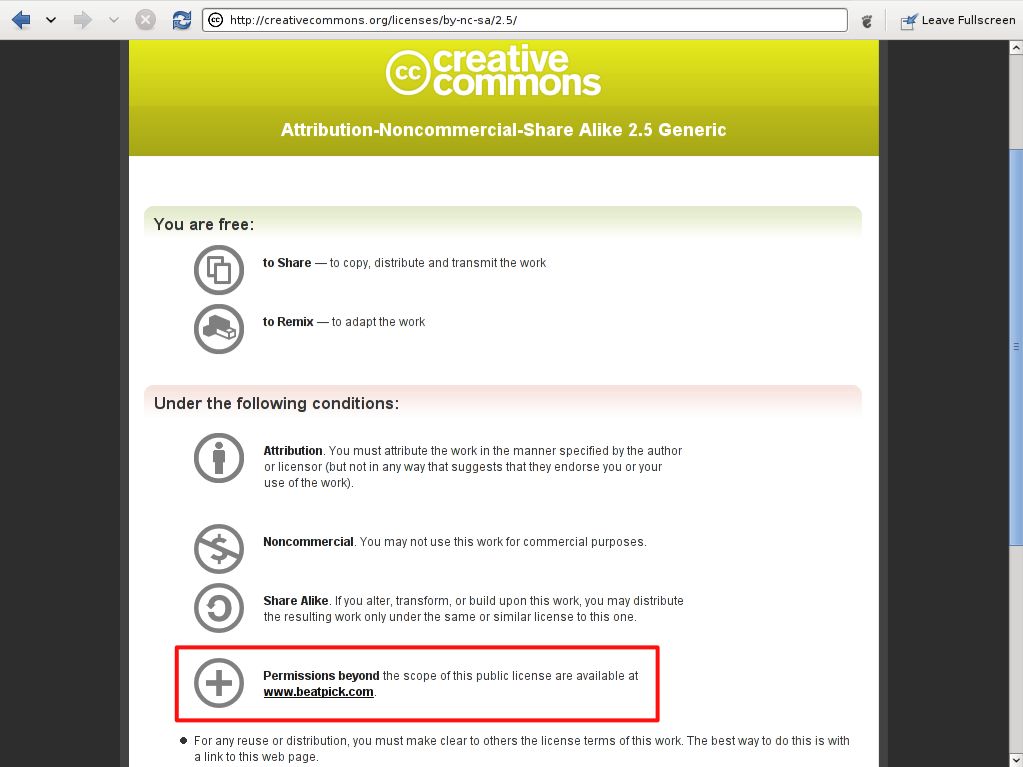 http://creativecommons.org/licenses/by-nc-sa/2.5/
Leave Fullscreen
cc creative
commons
Attribution-Noncommercial-Share Alike 2.5 Generic
You are free:
to Share — to copy, distribute and transmit the work
to Remix — to adapt the work
Under the following conditions:
Attribution. You must attribute the work in the manner specified by the author
or licensor (but not in any way that suggests that they endorse you or your
use of the work).
Noncommercial. You may not use this work for commercial purposes.
Share Alike. If you alter, transform, or build upon this work, you may distribute
the resulting work only under the same or similar license to this one.
Permissions beyond the scope of this public license are available at
www.beatpick.com.
For any reuse or distribution, you must make clear to others the license terms of this work. The best way to do this is with
a link to this web page.